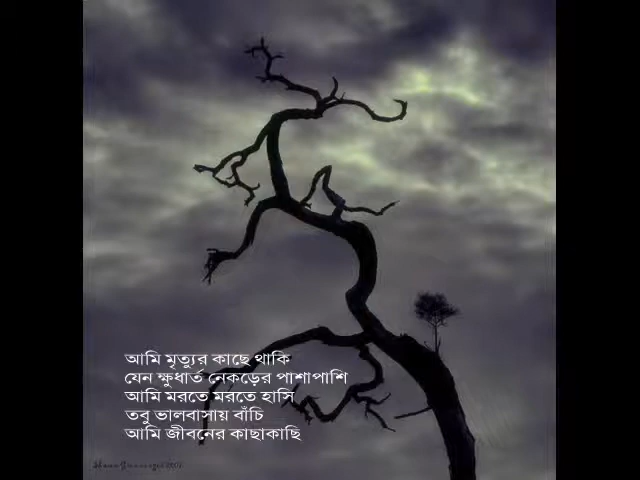 আমি মৃত্যুর কাছে থাকি
যেন ক্ষুধাত নেকড়ের পাশাপাশি
আমি মরতে মরতে হাসি
তবু ভালবাসায় বাঁচি
আমি জীবনের কাছাকাছি